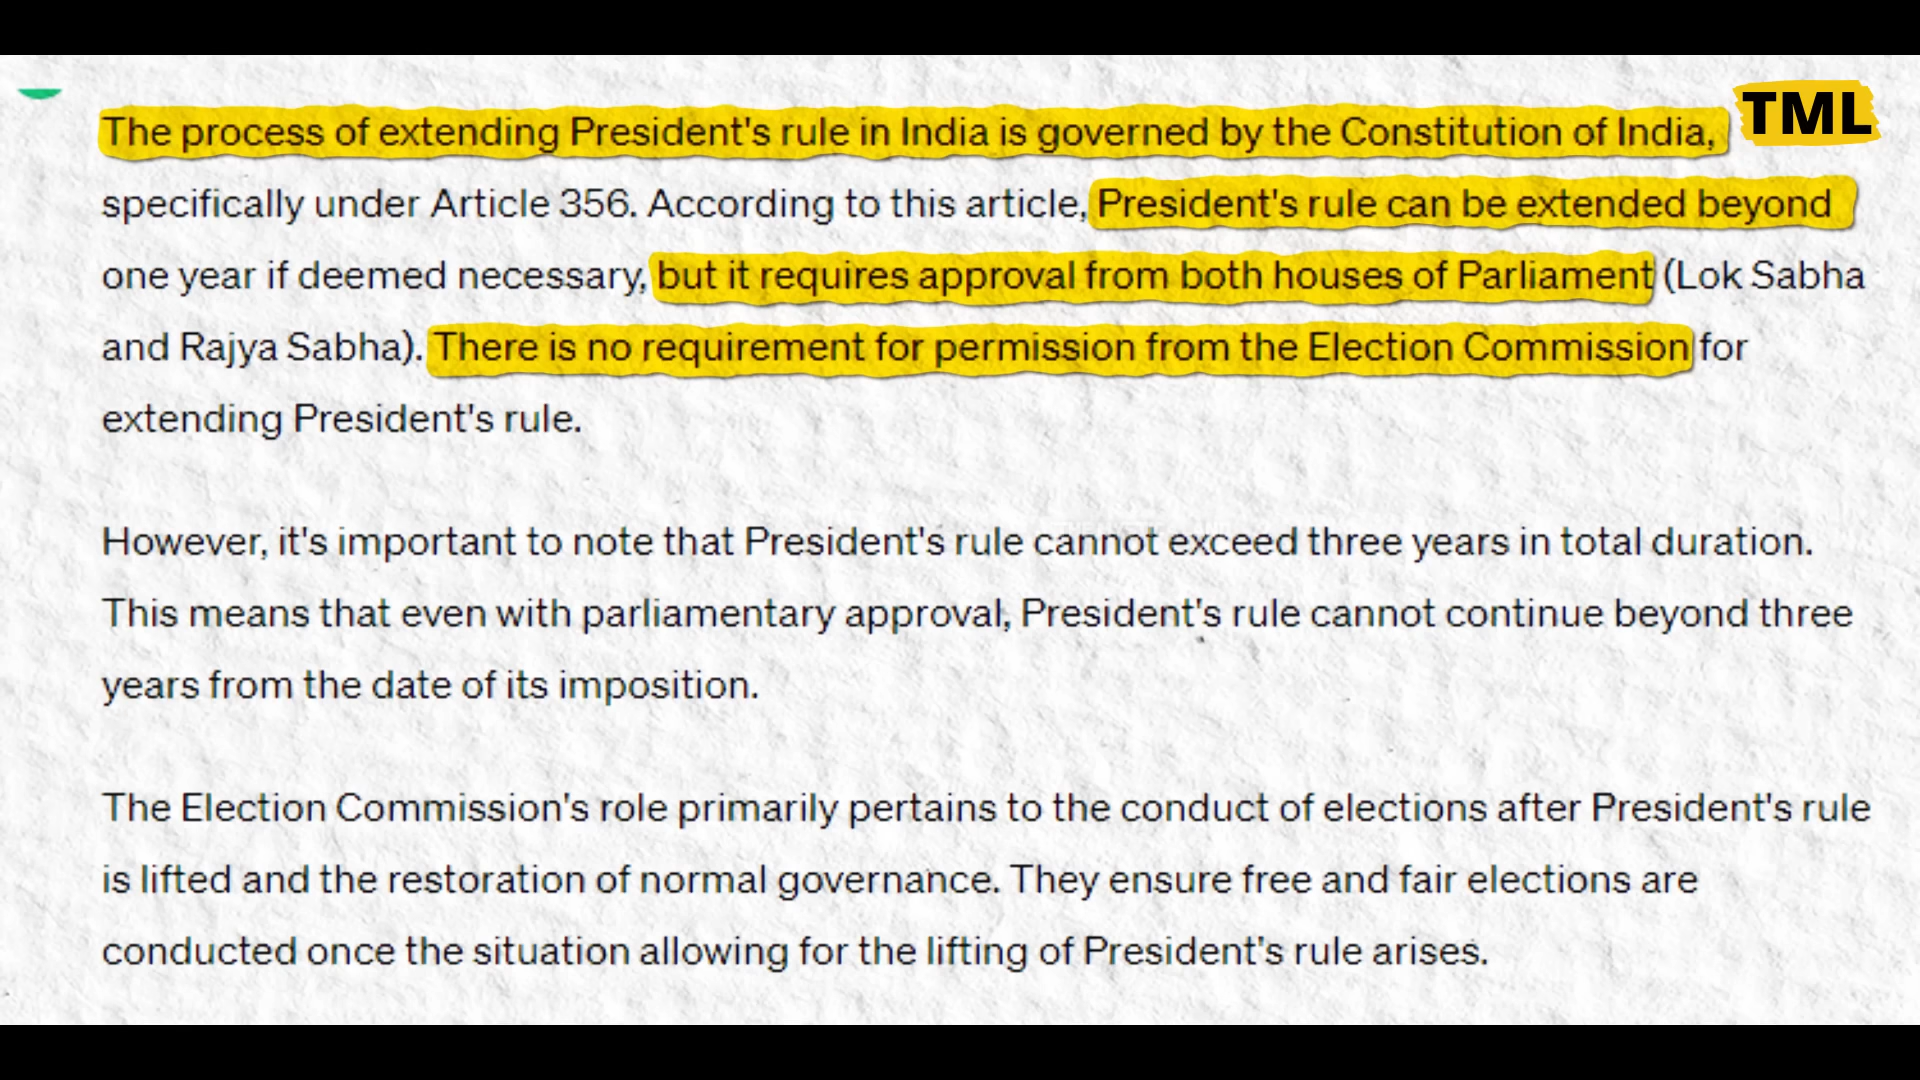 TML
The process of extending President's rule in India is governed by the Constitution of India,
specifically under Article 356. According to this article, President's rule can be extended beyond
one year if deemed necessary, but it requires approval from both houses of Parliament (Lok Sabha
and Rajya Sabha). There is no requirement for permission from the Election Commission for
extending President's rule.
However, it's important to note that President's rule cannot exceed three years in total duration.
This means that even with parliamentary approval, President's rule cannot continue beyond three
years from the date of its imposition.
The Election Commission's role primarily pertains to the conduct of elections after President's rule
is lifted and the restoration of normal governance. They ensure free and fair elections are
conducted once the situation allowing for the lifting of President's rule arises.